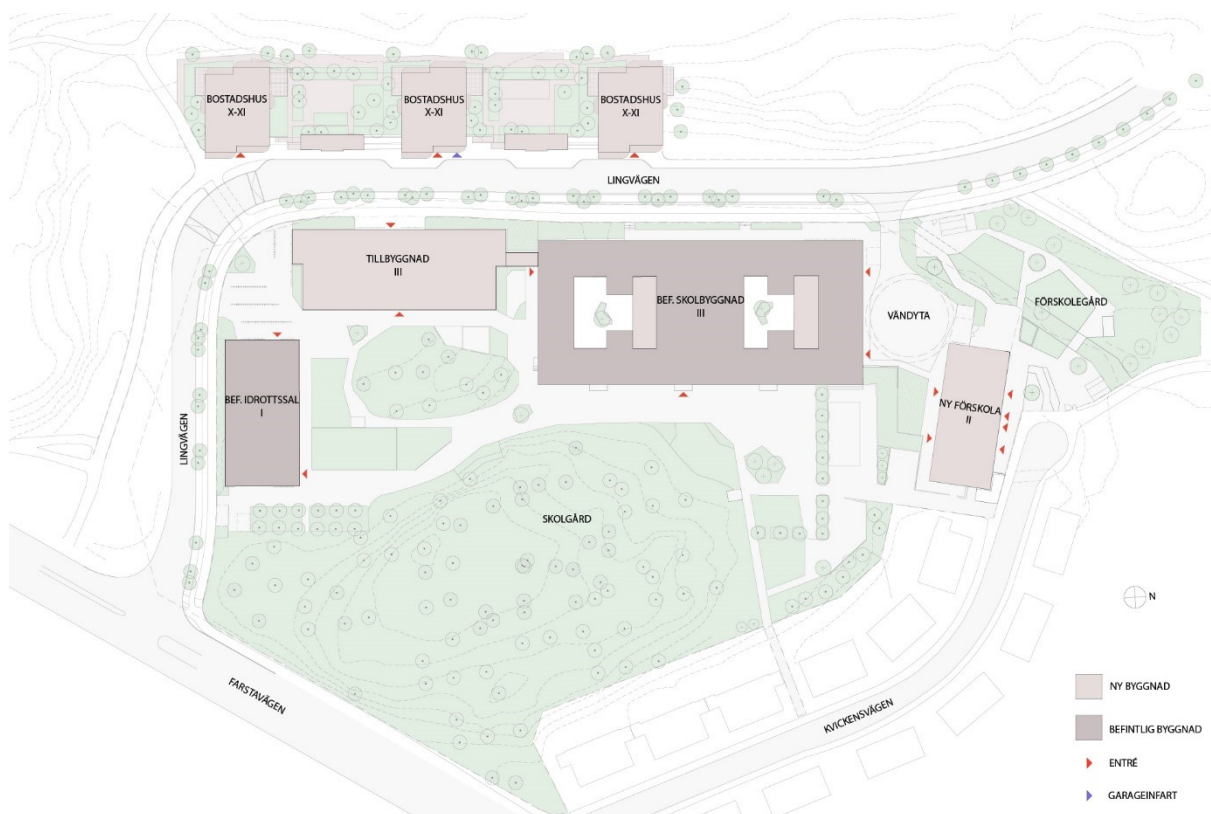 BOSTADSHUS
X-XI
BOSTADSHUS
X-XI
BOSTADSHUS
X-XI
LINGVÄGEN
TILLBYGGNAD
III
BEF. SKOLBYGGNAD
III
VÄNDYTA
FÖRSKOLEGÅRD
BEF. IDROTTSSAL
I
NY FÖRSKOLA
II
LINGVÄGEN
SKOLGÅRD
N
FARSTAVÄGEN
KVICKENSVÄGEN
NY BYGGNAD
BEFINTLIG BYGGNAD
ENTRÉ
GARAGEINFART